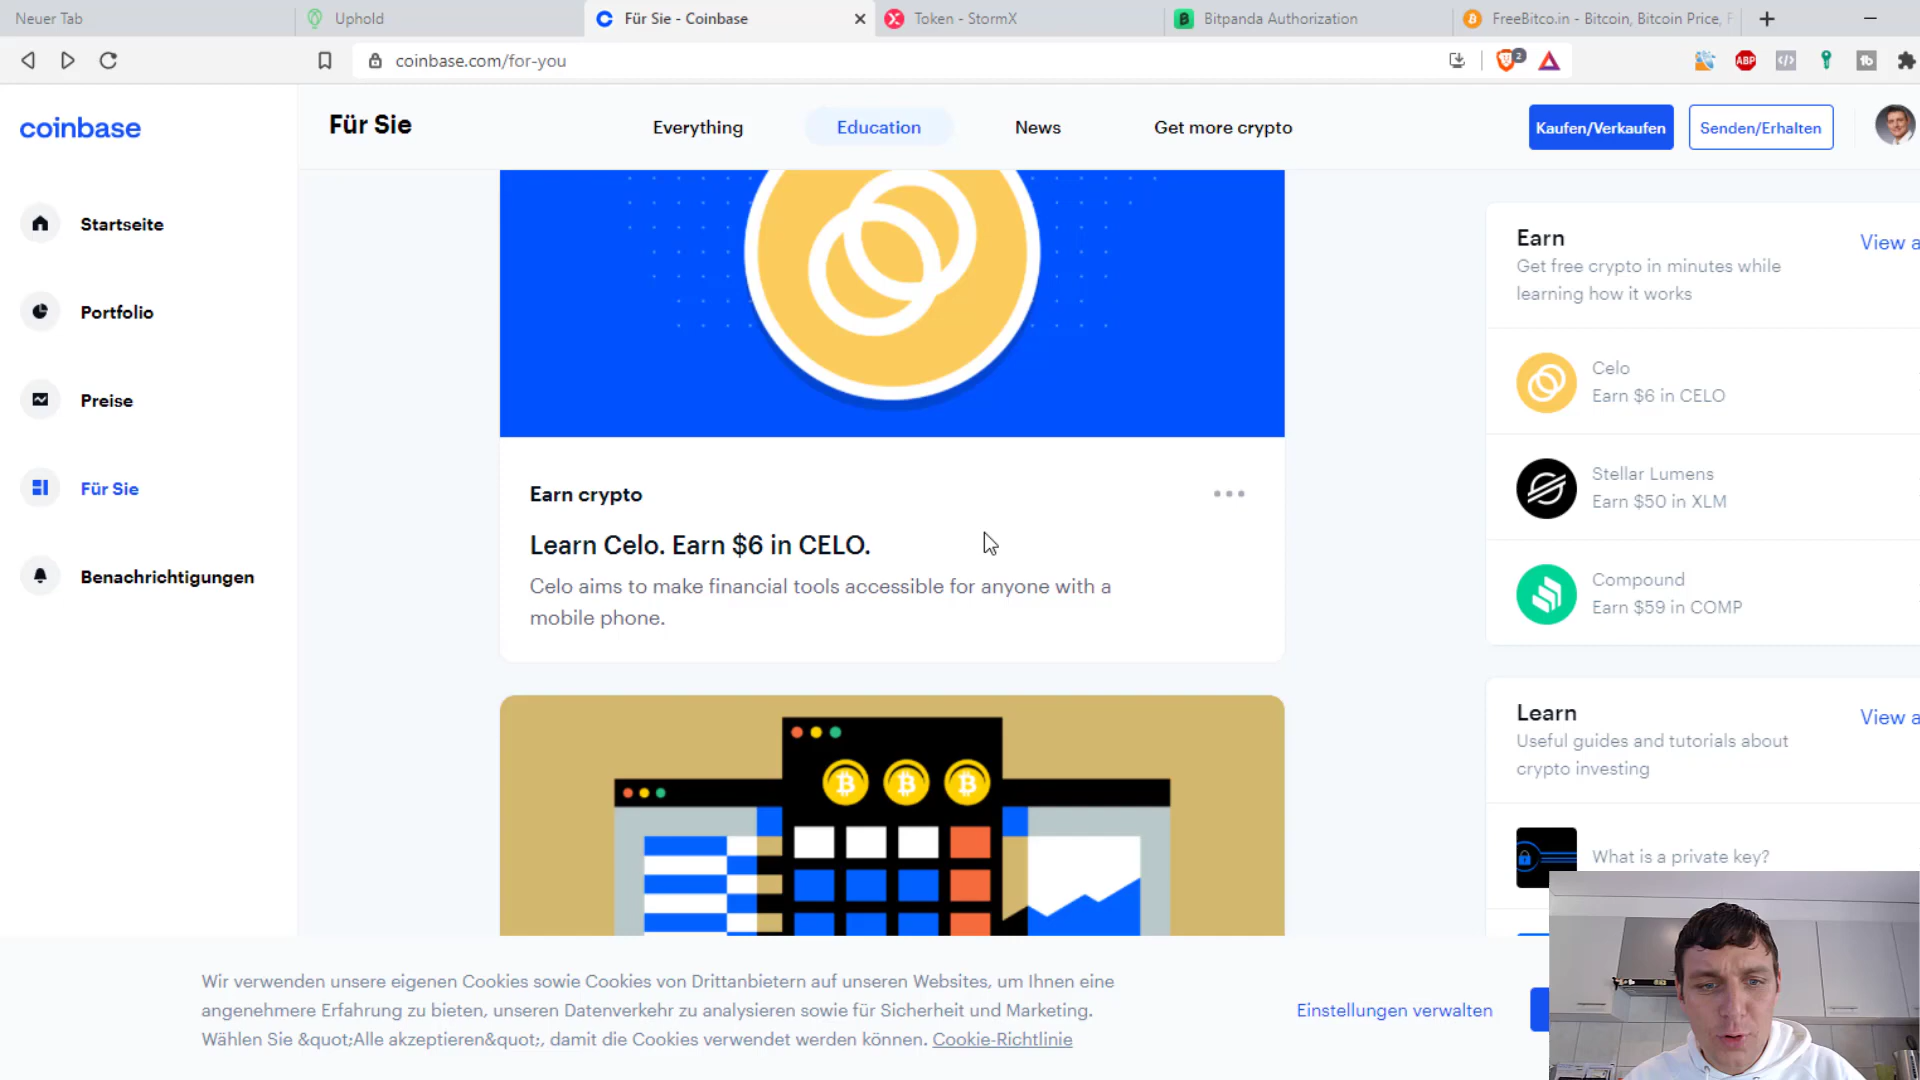 Neuer Tab
Uphold
Für Sie - Coinbase
Token - StormX
Bitpanda Authorization
FreeBitco.in - Bitcoin, Bitcoin Price, F
coinbase.com/for-you
2
ABP
coinbase
Für Sie
Everything
Education
News
Get more crypto
Kaufen/Verkaufen
Senden/Erhalten
Startseite
Portfolio
Preise
Für Sie
Benachrichtigungen
Earn crypto
Learn Celo. Earn $6 in CELO.
Celo aims to make financial tools accessible for anyone with a
mobile phone.
Earn
View a
Get free crypto in minutes while
learning how it works
Celo
Earn $6 in CELO
Stellar Lumens
Earn $50 in XLM
Compound
Earn $59 in COMP
Learn
View a
Useful guides and tutorials about
crypto investing
What is a private key?
Wir verwenden unsere eigenen Cookies sowie Cookies von Drittanbietern auf unseren Websites, um Ihnen eine
angenehmere Erfahrung zu bieten, unseren Datenverkehr zu analysieren sowie für Sicherheit und Marketing.
Wählen Sie &quot;Alle akzeptieren&quot;, damit die Cookies verwendet werden können. Cookie-Richtlinie
Einstellungen verwalten